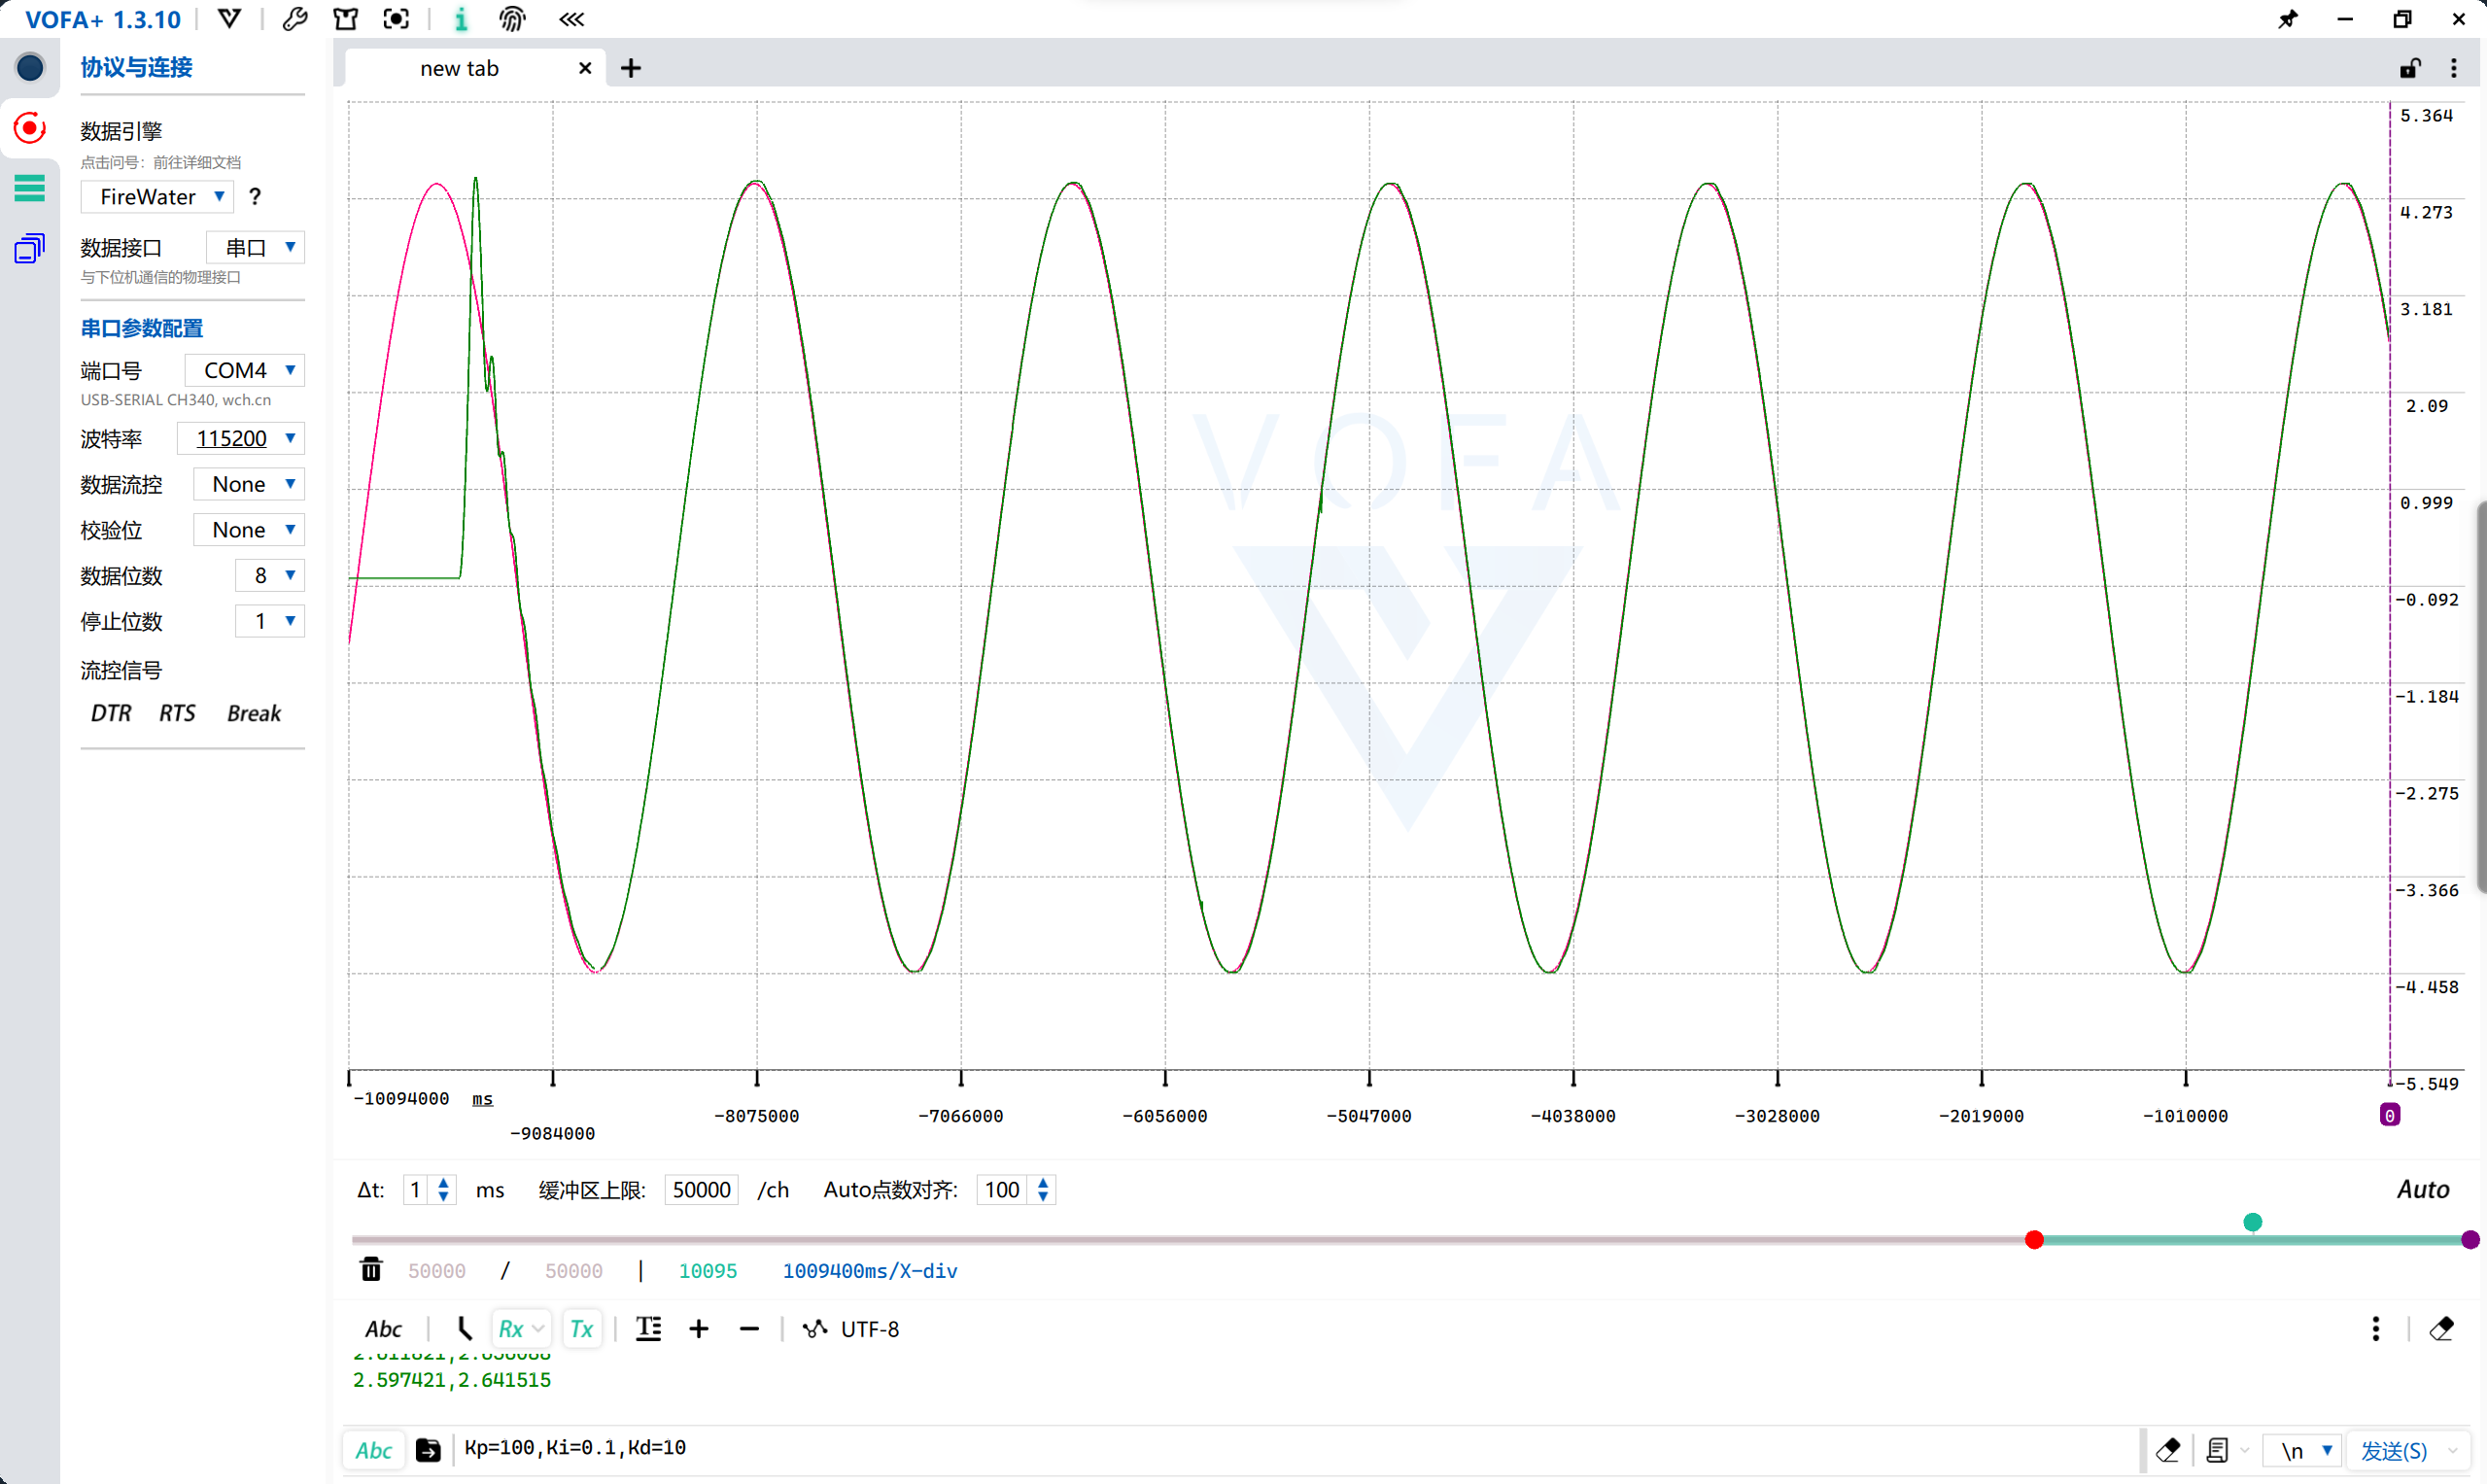 VOFA+ 1.3.10
协议与连接
new tab
数据引擎
点击问号：前往详细文档
FireWater ?
数据接口 串口
与下位机通信的物理接口
串口参数配置
端口号 COM4
USB-SERIAL CH340, wch.cn
波特率 115200
数据流控 None
校验位 None
数据位数 8
停止位数 1
流控信号
DTR RTS Break
VOFA
5.364
4.273
3.181
2.09
0.999
-0.092
-1.184
-2.275
-3.366
-4.458
-5.549
-10094000 ms
-9084000
-8075000
-7066000
-6056000
-5047000
-4038000
-3028000
-2019000
-1010000
0
Δt: 1 ms 缓冲区上限: 50000 /ch Auto点数对齐: 100 Auto
50000 / 50000 | 10095 1009400ms/X-div
Abc Rx Tx UTF-8
2.597421,2.641515
Abc Kp=100,Ki=0.1,Kd=10 \n 发送(S)